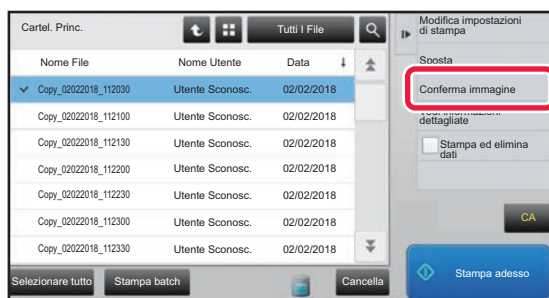 Cartel. Princ.
Tutti I File
Nome File Nome Utente Data
Copy_02022018_112030 Utente Sconosc. 02/02/2018
Copy_02022018_112100 Utente Sconosc. 02/02/2018
Copy_02022018_112130 Utente Sconosc. 02/02/2018
Copy_02022018_112200 Utente Sconosc. 02/02/2018
Copy_02022018_112230 Utente Sconosc. 02/02/2018
Copy_02022018_112300 Utente Sconosc. 02/02/2018
Copy_02022018_112330 Utente Sconosc. 02/02/2018
Selezionare tutto
Stampa batch
Cancella
Modifica impostazioni
di stampa
Sposta
Conferma immagine
Vedi informazioni
dettagliate
Stampa ed elimina
dati
CA
Stampa adesso